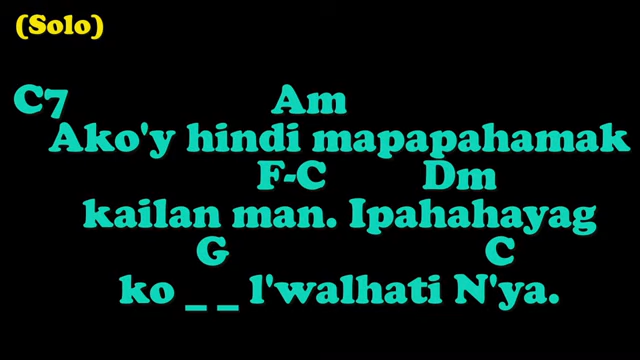 (Solo)
C7 Am
Ako'y hindi mapapahamak
F-C Dm
kailan man. Ipahahayag
G C
ko _ _ l'walhati N'ya.